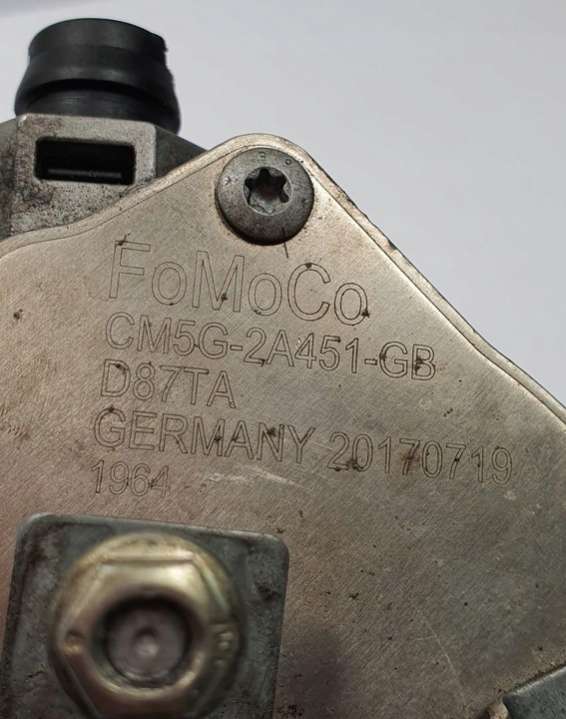 FoMoCo
CM5G-2A451-GB
D87TA
GERMANY 20170719
1964